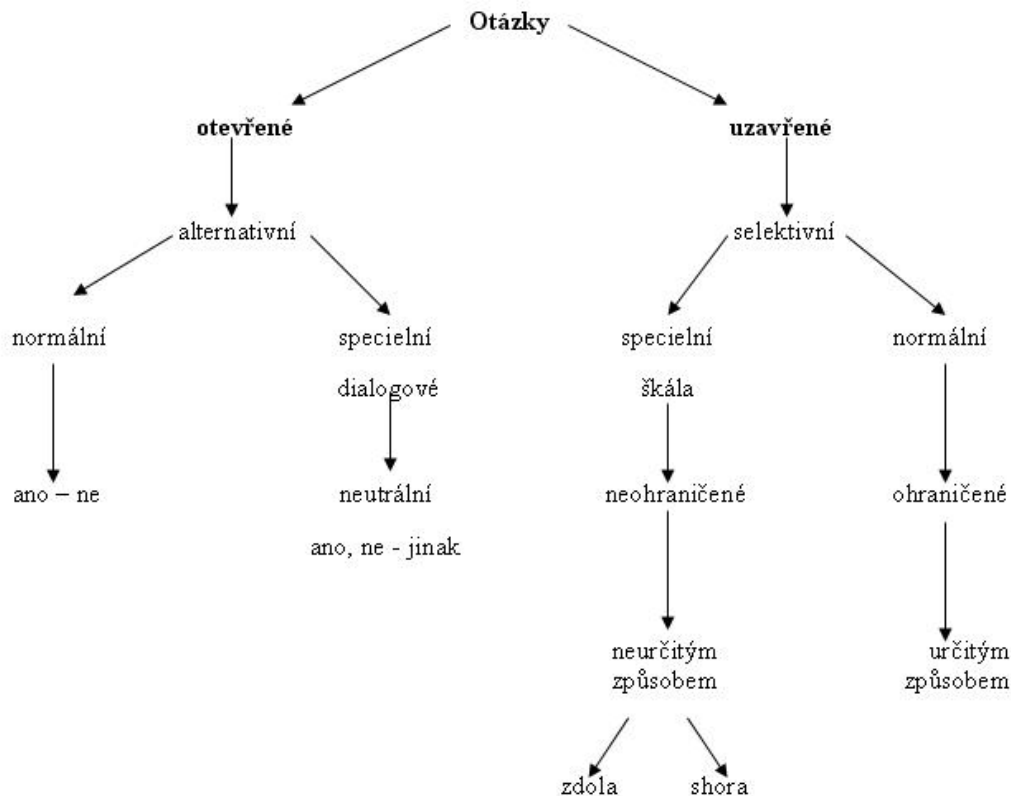 Otázky
otevřené
uzavřené
alternativní
selektivní
normální
specielní
specielní
normální
dialogové
škála
ano – ne
neutrální
neohraničené
ohraničené
ano, ne - jinak
neurčitým
způsobem
určitým
způsobem
zdola
shora